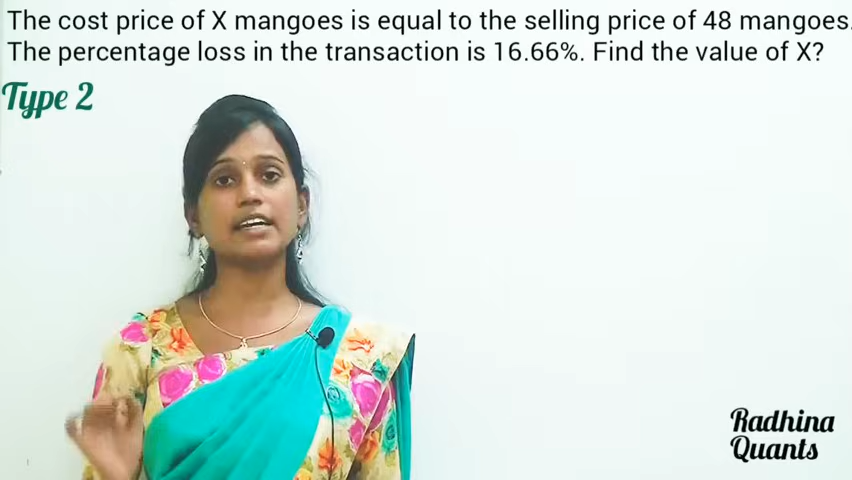 The cost price of X mangoes is equal to the selling price of 48 mangoes.
The percentage loss in the transaction is 16.66%. Find the value of X?
Type 2
Radhina
Quants